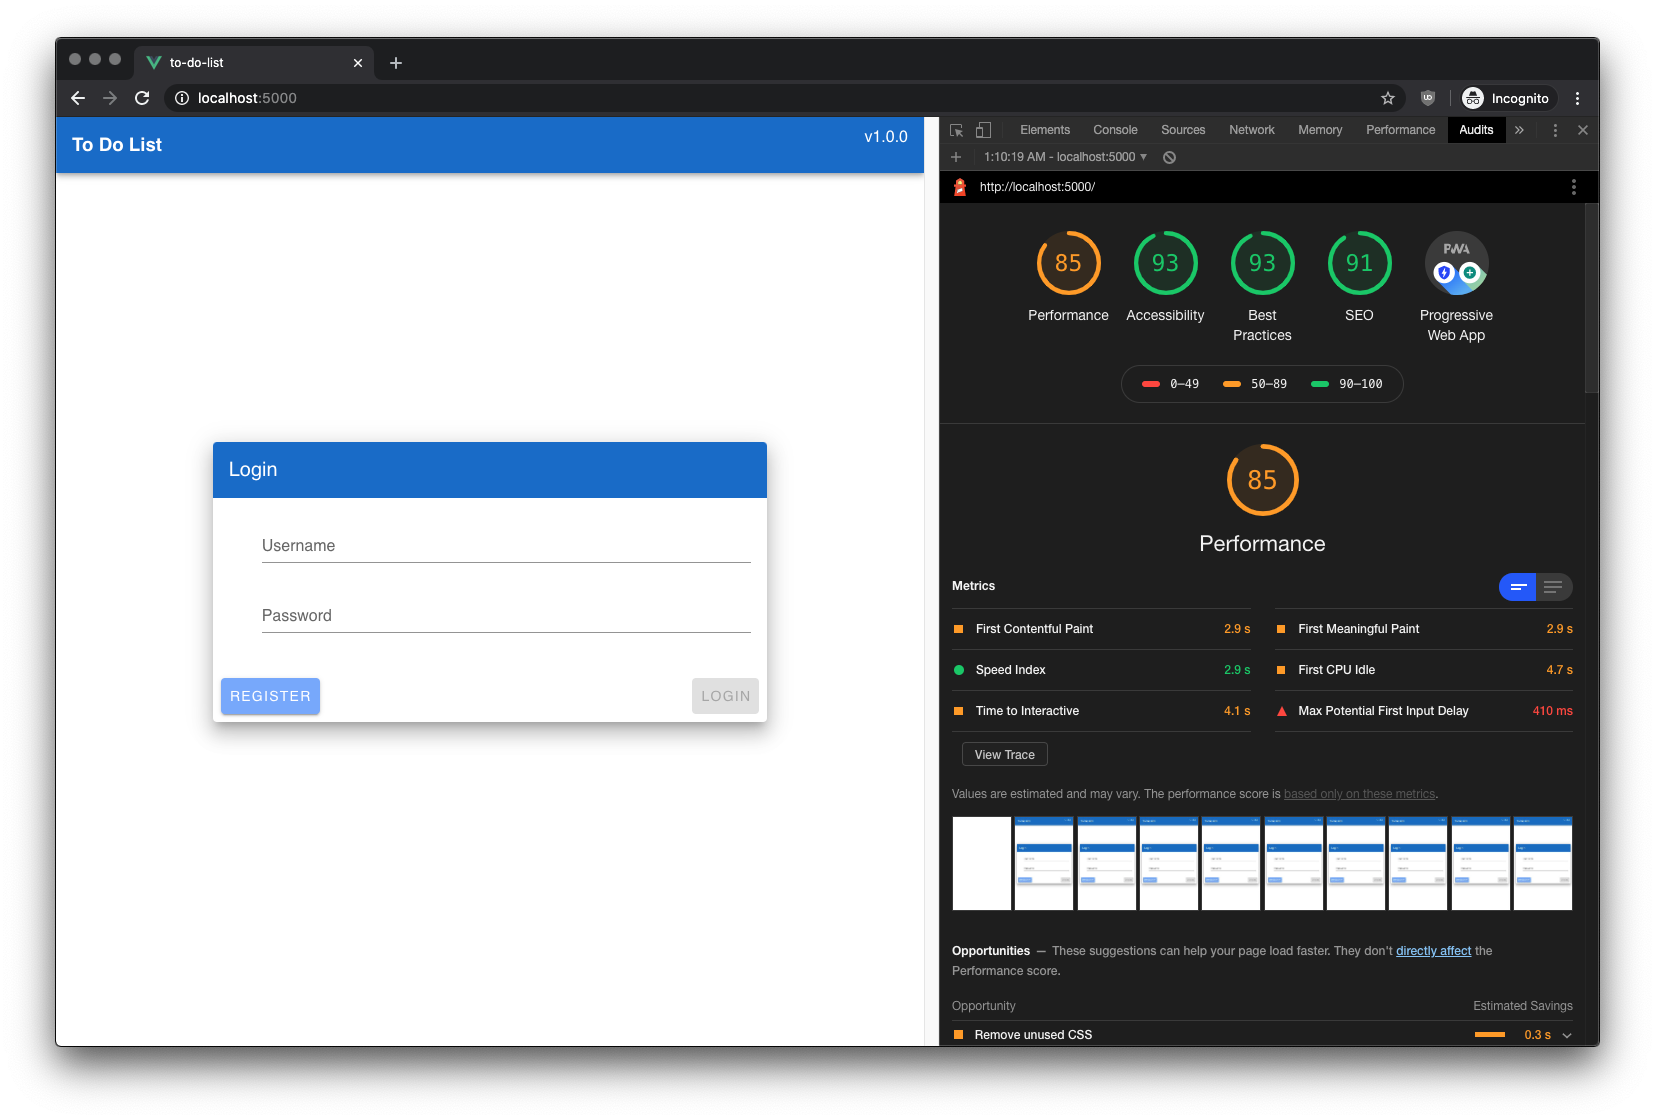 to-do-list
localhost:5000
Incognito
To Do List
v1.0.0
Login
Username
Password
REGISTER
LOGIN
Elements Console Sources Network Memory Performance Audits »
1:10:19 AM - localhost:5000
http://localhost:5000/
85 93 93 91 PWA
Performance Accessibility Best Practices SEO Progressive Web App
0–49 50–89 90–100
85
Performance
Metrics
First Contentful Paint 2.9 s
First Meaningful Paint 2.9 s
Speed Index 2.9 s
First CPU Idle 4.7 s
Time to Interactive 4.1 s
Max Potential First Input Delay 410 ms
View Trace
Values are estimated and may vary. The performance score is based only on these metrics.
Opportunities — These suggestions can help your page load faster. They don't directly affect the
Performance score.
Opportunity Estimated Savings
Remove unused CSS 0.3 s